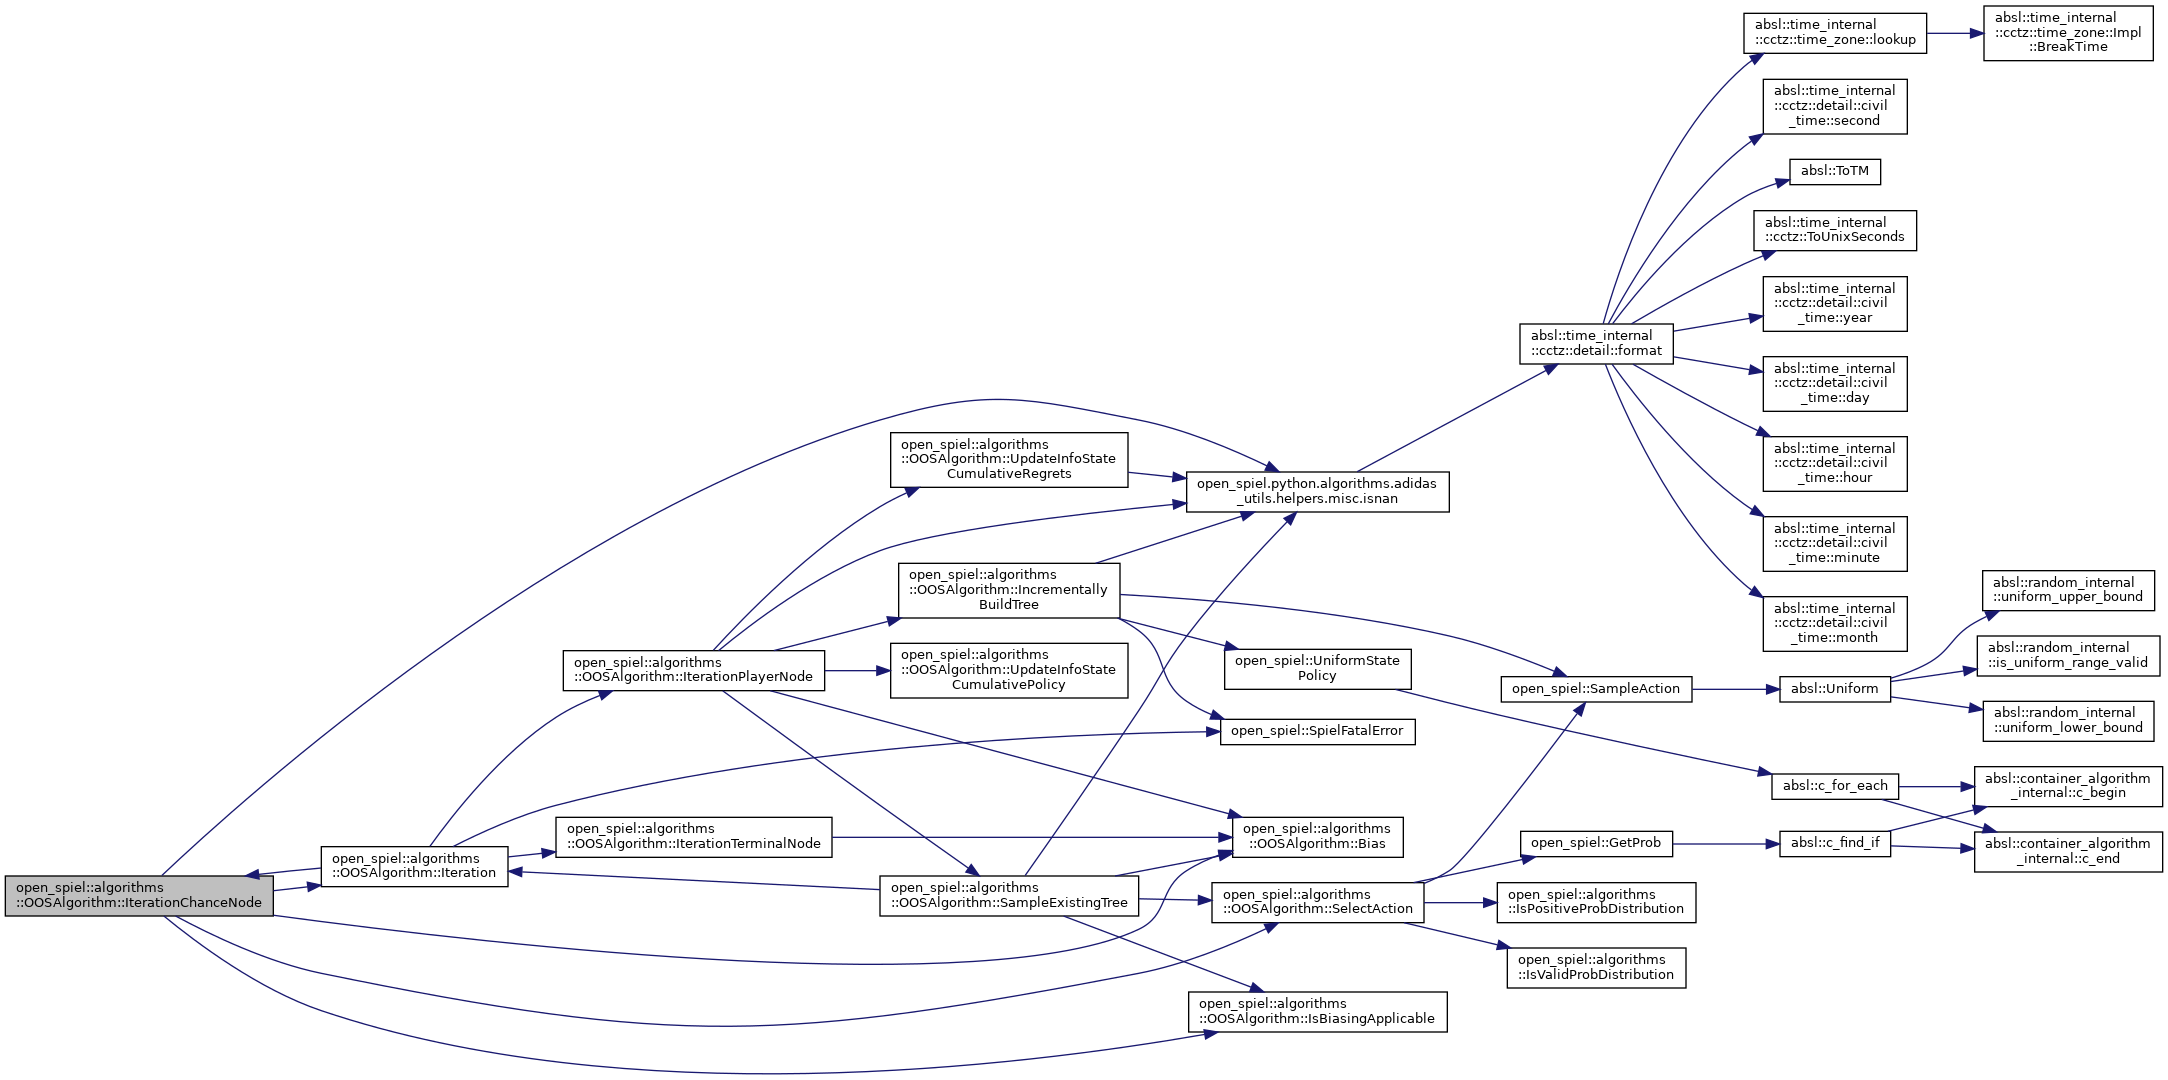 open_spiel::algorithms
::OOSAlgorithm::IterationChanceNode
open_spiel::algorithms
::OOSAlgorithm::Iteration
open_spiel::algorithms
::OOSAlgorithm::IterationPlayerNode
open_spiel::algorithms
::OOSAlgorithm::IterationTerminalNode
open_spiel::algorithms
::OOSAlgorithm::UpdateInfoState
CumulativeRegrets
open_spiel::algorithms
::OOSAlgorithm::Incrementally
BuildTree
open_spiel::algorithms
::OOSAlgorithm::UpdateInfoState
CumulativePolicy
open_spiel::algorithms
::OOSAlgorithm::SampleExistingTree
open_spiel.python.algorithms.adidas
_utils.helpers.misc.isnan
open_spiel::UniformState
Policy
open_spiel::SpielFatalError
open_spiel::algorithms
::OOSAlgorithm::Bias
open_spiel::algorithms
::OOSAlgorithm::SelectAction
open_spiel::algorithms
::OOSAlgorithm::IsBiasingApplicable
absl::time_internal
::cctz::detail::format
open_spiel::SampleAction
open_spiel::GetProb
open_spiel::algorithms
::IsPositiveProbDistribution
open_spiel::algorithms
::IsValidProbDistribution
absl::time_internal
::cctz::time_zone::lookup
absl::time_internal
::cctz::detail::civil
_time::second
absl::ToTM
absl::time_internal
::cctz::ToUnixSeconds
absl::time_internal
::cctz::detail::civil
_time::year
absl::time_internal
::cctz::detail::civil
_time::day
absl::time_internal
::cctz::detail::civil
_time::hour
absl::time_internal
::cctz::detail::civil
_time::minute
absl::time_internal
::cctz::detail::civil
_time::month
absl::Uniform
absl::c_for_each
absl::c_find_if
absl::time_internal
::cctz::time_zone::Impl
::BreakTime
absl::random_internal
::uniform_upper_bound
absl::random_internal
::is_uniform_range_valid
absl::random_internal
::uniform_lower_bound
absl::container_algorithm
_internal::c_begin
absl::container_algorithm
_internal::c_end